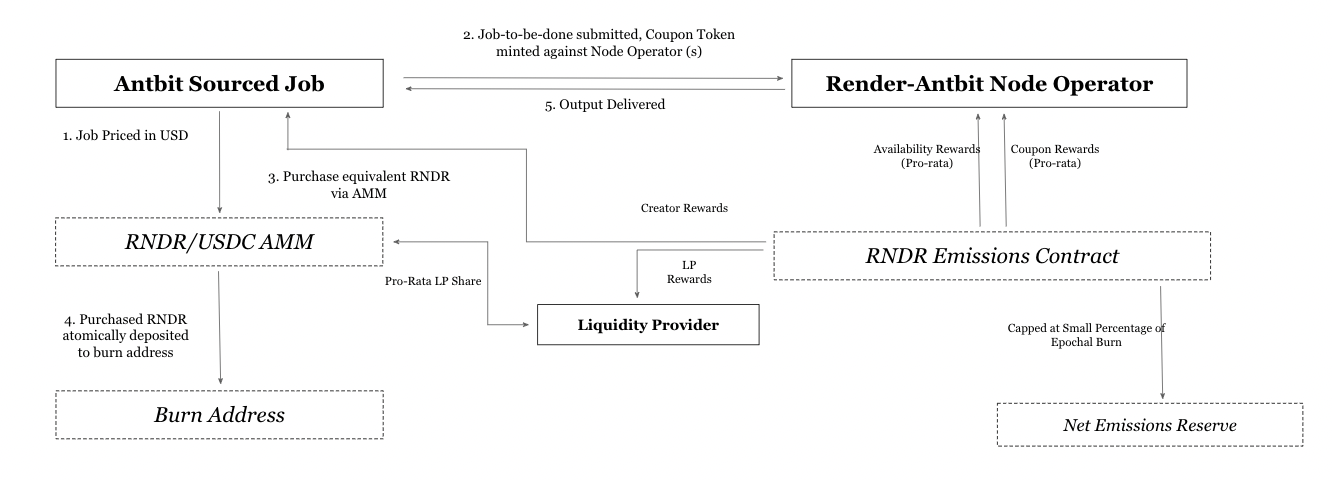 2. Job-to-be-done submitted, Coupon Token
minted against Node Operator (s)
Antbit Sourced Job
Render-Antbit Node Operator
5. Output Delivered
1. Job Priced in USD
Availability Rewards
(Pro-rata)
Coupon Rewards
(Pro-rata)
3. Purchase equivalent RNDR
via AMM
Creator Rewards
RNDR/USDC AMM
RNDR Emissions Contract
Pro-Rata LP Share
LP
Rewards
4. Purchased RNDR
atomically deposited
to burn address
Liquidity Provider
Capped at Small Percentage of
Epochal Burn
Burn Address
Net Emissions Reserve